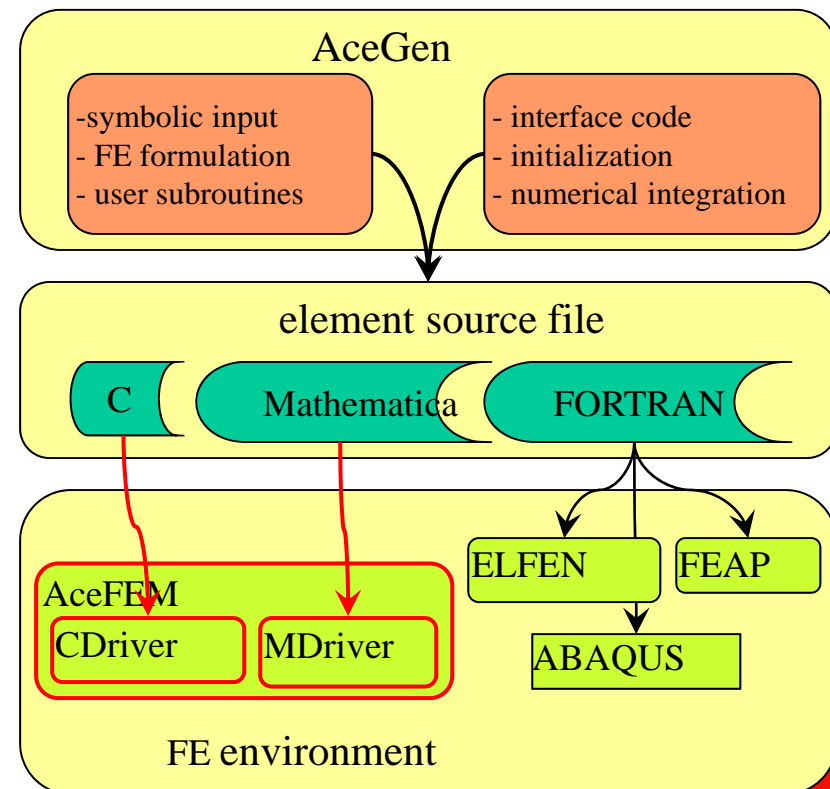 AceGen
-symbolic input
- FE formulation
- user subroutines
- interface code
- initialization
- numerical integration
element source file
C
Mathematica
FORTRAN
ELFEN
FEAP
AceFEM
CDriver
MDriver
ABAQUS
FE environment